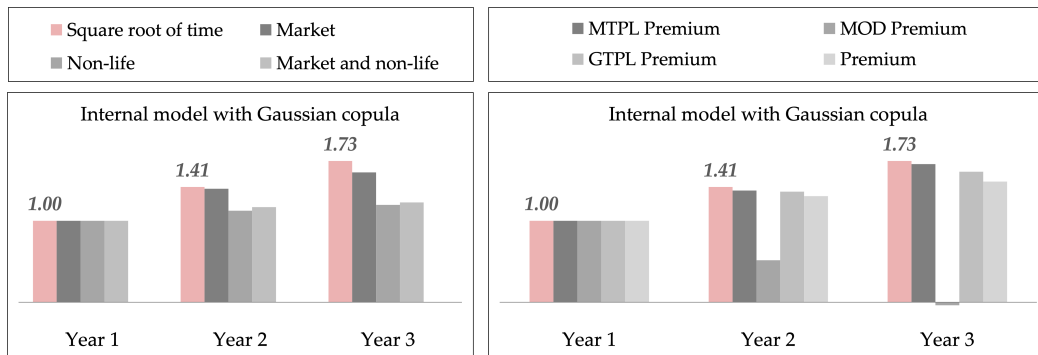 Square root of time
Market
Non-life
Market and non-life
Internal model with Gaussian copula
1.00
1.41
1.73
Year 1
Year 2
Year 3
MTPL Premium
MOD Premium
GTPL Premium
Premium
Internal model with Gaussian copula
1.00
1.41
1.73
Year 1
Year 2
Year 3